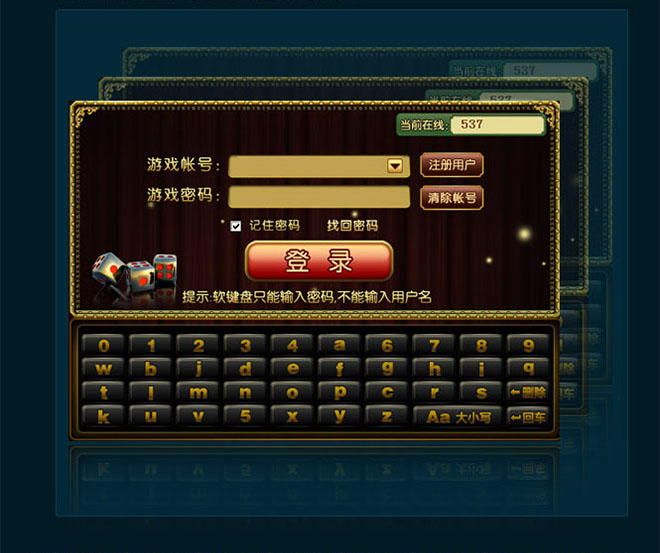 当前在线: 537
游戏帐号: 注册用户
游戏密码: 清除帐号
记住密码 找回密码
登录
提示:软键盘只能输入密码,不能输入用户名
0 1 2 3 4 a 6 7 8 9
w b j d e f g h i q
t l m n o p c r s ←删除
k u v 5 x y z Aa 大小写 ←回车